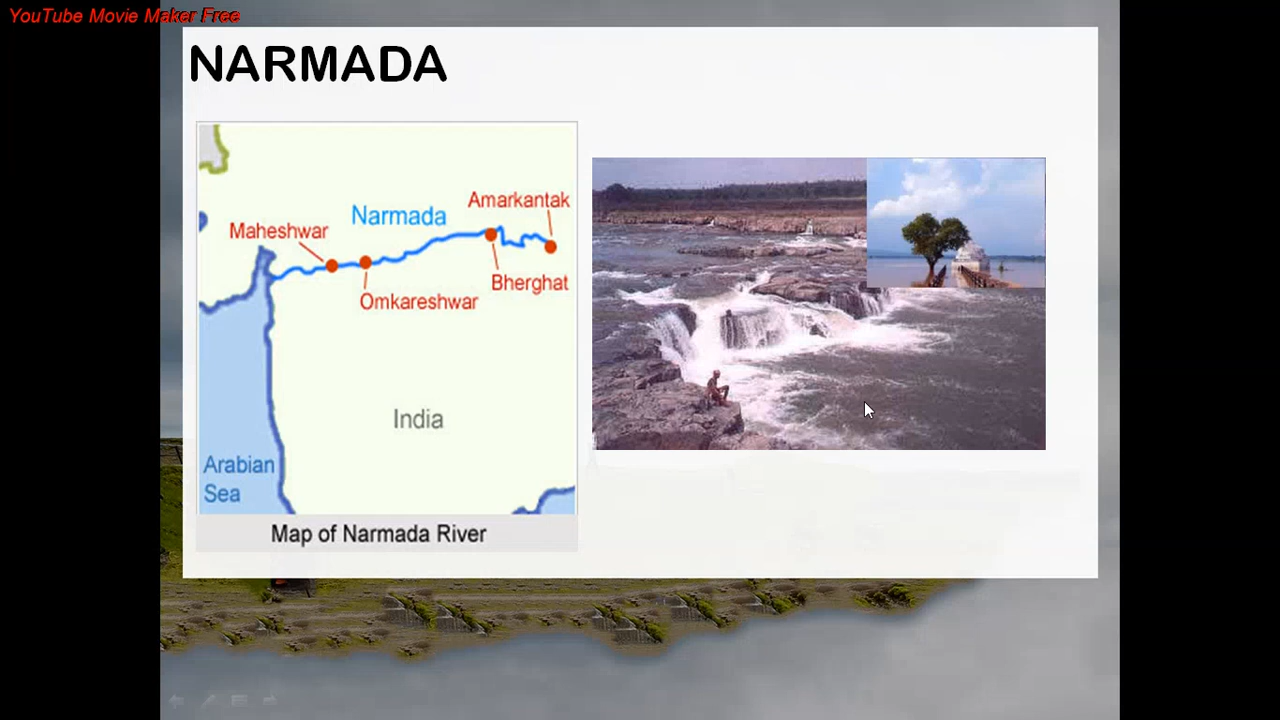 YouTube Movie Maker Free
NARMADA
Amarkantak
Narmada
Maheshwar
Bherghat
Omkareshwar
India
Arabian
Sea
Map of Narmada River